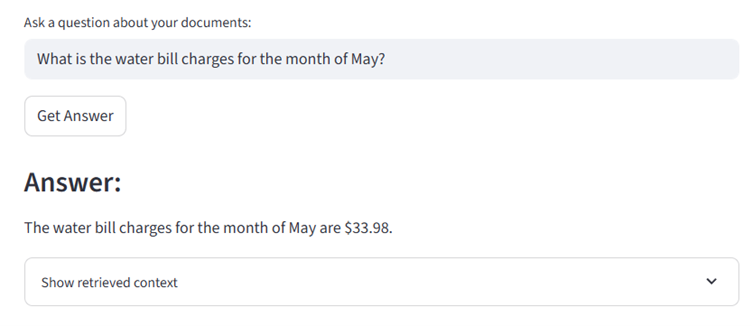 Ask a question about your documents:
What is the water bill charges for the month of May?
Get Answer
Answer:
The water bill charges for the month of May are $33.98.
Show retrieved context